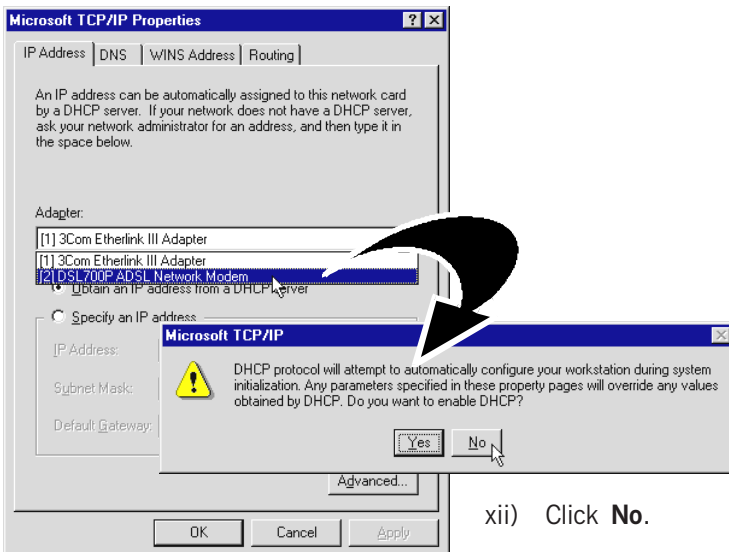 Microsoft TCP/IP Properties
IP Address DNS WINS Address Routing
An IP address can be automatically assigned to this network card
by a DHCP server. If your network does not have a DHCP server,
ask your network administrator for an address, and then type it in
the space below.
Adapter:
[1] 3Com Etherlink III Adapter
[1] 3Com Etherlink III Adapter
[2] DSL700P ADSL Network Modem
Obtain an IP address from a DHCP server
Specify an IP address
IP Address:
Subnet Mask:
Default Gateway:
Microsoft TCP/IP
DHCP protocol will attempt to automatically configure your workstation during system
initialization. Any parameters specified in these property pages will override any values
obtained by DHCP. Do you want to enable DHCP?
Yes No
Advanced...
OK Cancel Apply
xii) Click No.